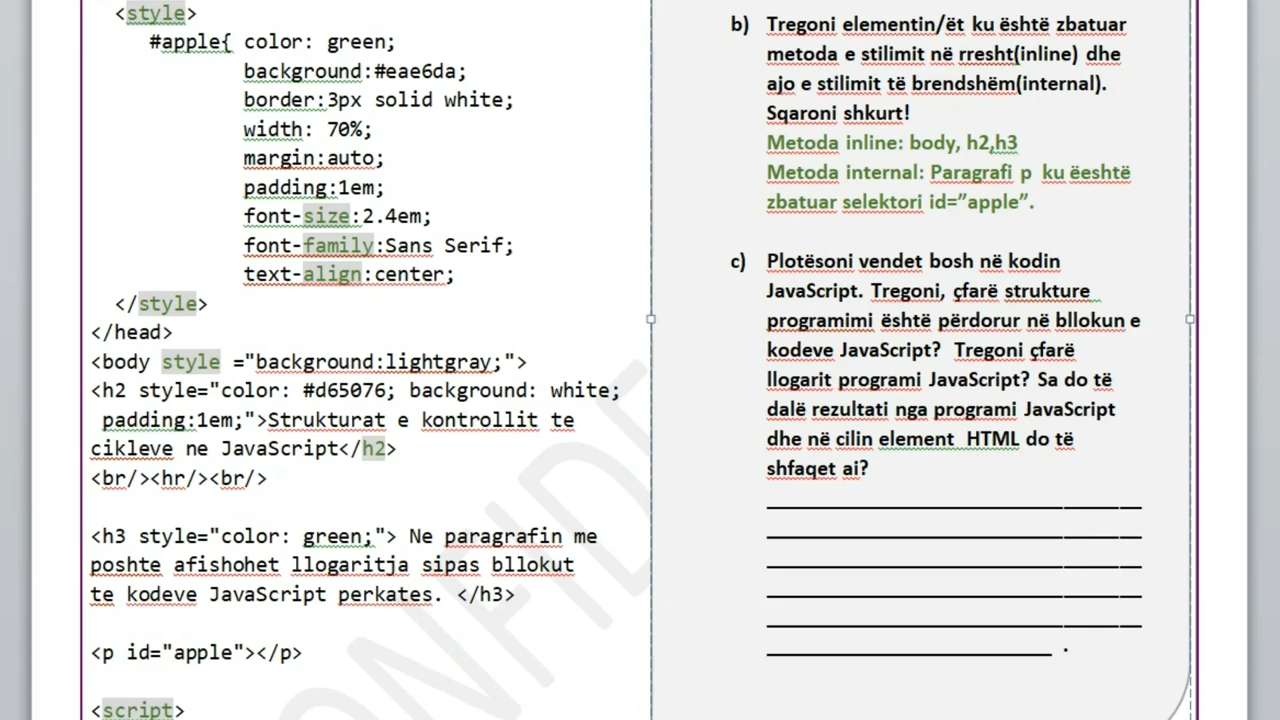 <style>
#apple{ color: green;
background:#eae6da;
border:3px solid white;
width: 70%;
margin:auto;
padding:1em;
font-size:2.4em;
font-family:Sans Serif;
text-align:center;
</style>
</head>
<body style ="background:lightgray;">
<h2 style="color: #d65076; background: white;
padding:1em;">Strukturat e kontrollit te
cikleve ne JavaScript</h2>
<br/><hr/><br/>
<h3 style="color: green;"> Ne paragrafin me
poshte afishohet llogaritja sipas bllokut
te kodeve JavaScript perkates. </h3>
<p id="apple"></p>
<script>
b) Tregoni elementin/ët ku është zbatuar
metoda e stilimit në rresht(inline) dhe
ajo e stilimit të brendshëm(internal).
Sqaroni shkurt!
Metoda inline: body, h2,h3
Metoda internal: Paragrafi p ku ëeshtë
zbatuar selektori id=”apple”.
c) Plotësoni vendet bosh në kodin
JavaScript. Tregoni, çfarë strukture
programimi është përdorur në bllokun e
kodeve JavaScript? Tregoni çfarë
llogarit programi JavaScript? Sa do të
dalë rezultati nga programi JavaScript
dhe në cilin element HTML do të
shfaqet ai?
.